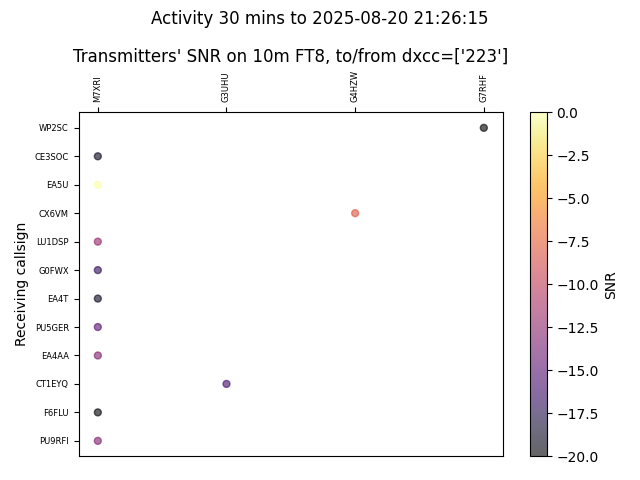 Activity 30 mins to 2025-08-20 21:26:15
Transmitters' SNR on 10m FT8, to/from dxcc=['223']
M7XRI
G3UHU
G4HZW
G7RHF
WP2SC
CE3SOC
EA5U
CX6VM
LU1DSP
G0FWX
EA4T
PU5GER
EA4AA
CT1EYQ
F6FLU
PU9RFI
Receiving callsign
0.0
−2.5
−5.0
−7.5
−10.0
−12.5
−15.0
−17.5
−20.0
SNR